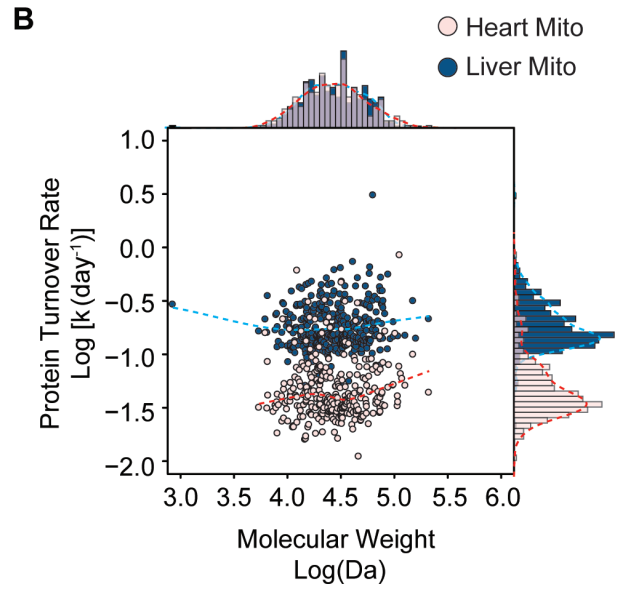 B
Heart Mito
Liver Mito
Protein Turnover Rate
Log [k(day⁻¹)]
1.0
0.5
0.0
−0.5
−1.0
−1.5
−2.0
3.0 3.5 4.0 4.5 5.0 5.5 6.0
Molecular Weight
Log(Da)